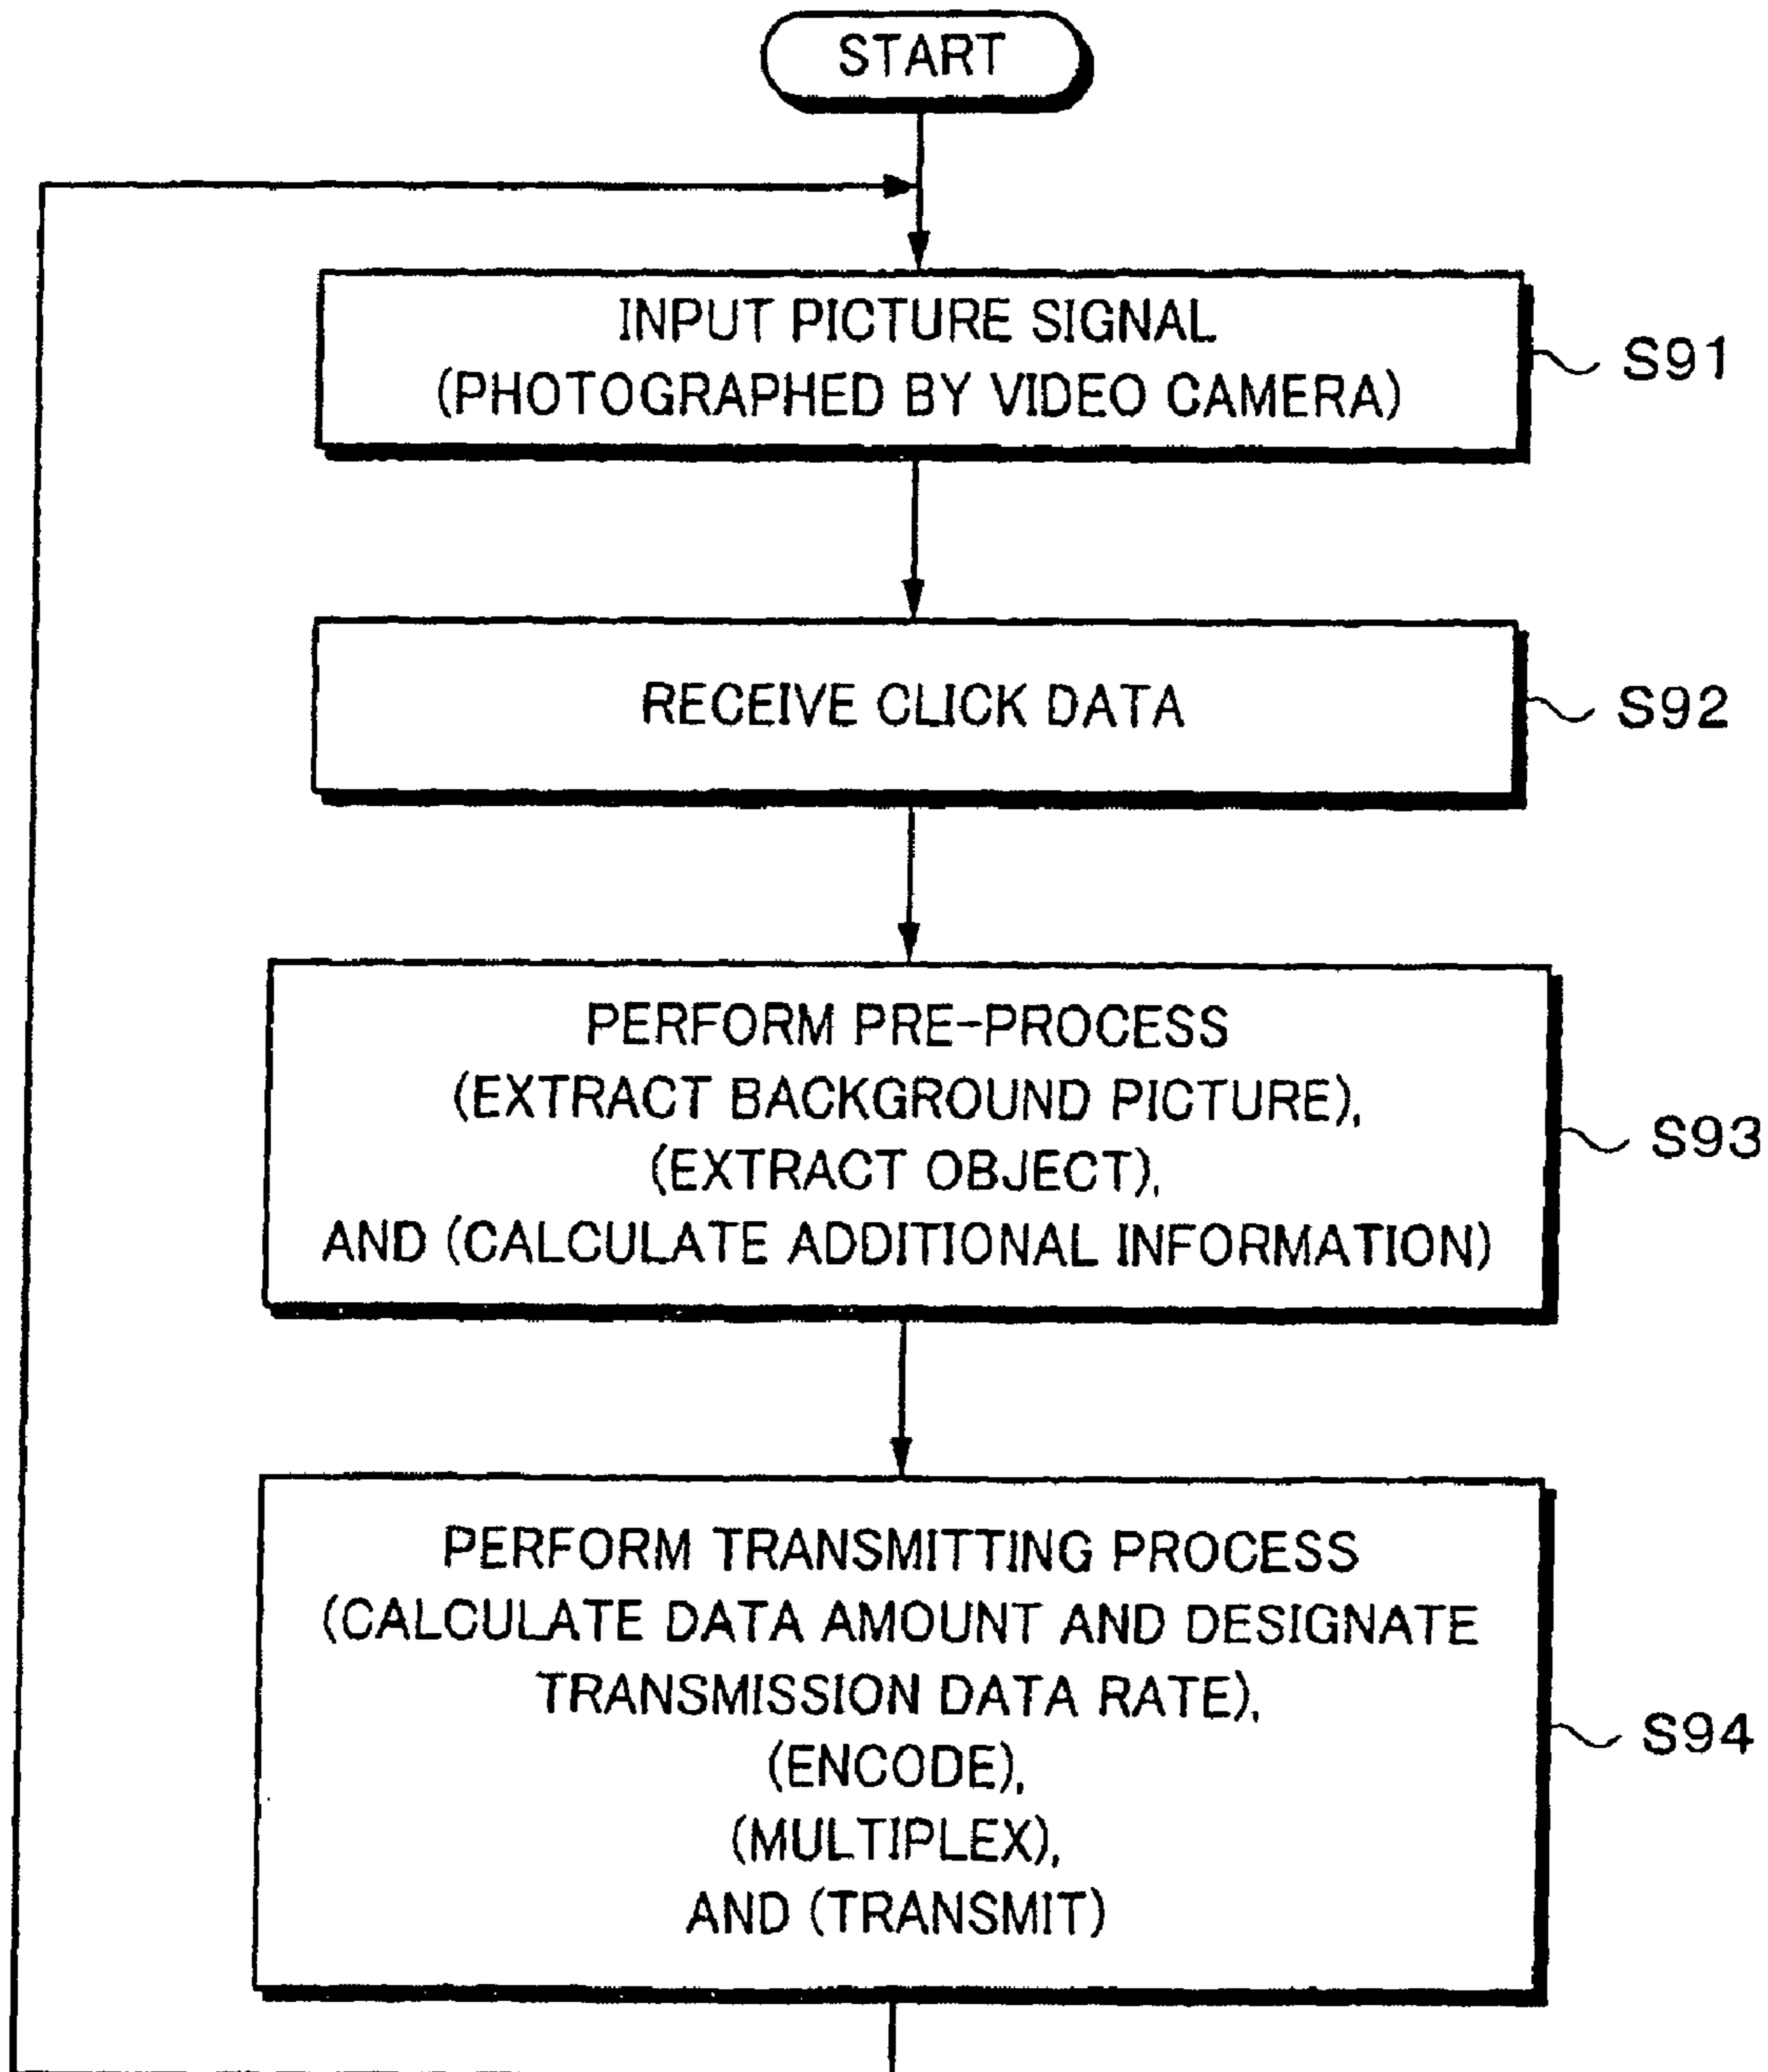 START
INPUT PICTURE SIGNAL
(PHOTOGRAPHED BY VIDEO CAMERA)
S91
RECEIVE CLICK DATA
S92
PERFORM PRE-PROCESS
(EXTRACT BACKGROUND PICTURE),
(EXTRACT OBJECT),
AND (CALCULATE ADDITIONAL INFORMATION)
S93
PERFORM TRANSMITTING PROCESS
(CALCULATE DATA AMOUNT AND DESIGNATE
TRANSMISSION DATA RATE),
(ENCODE),
(MULTIPLEX),
AND (TRANSMIT)
S94